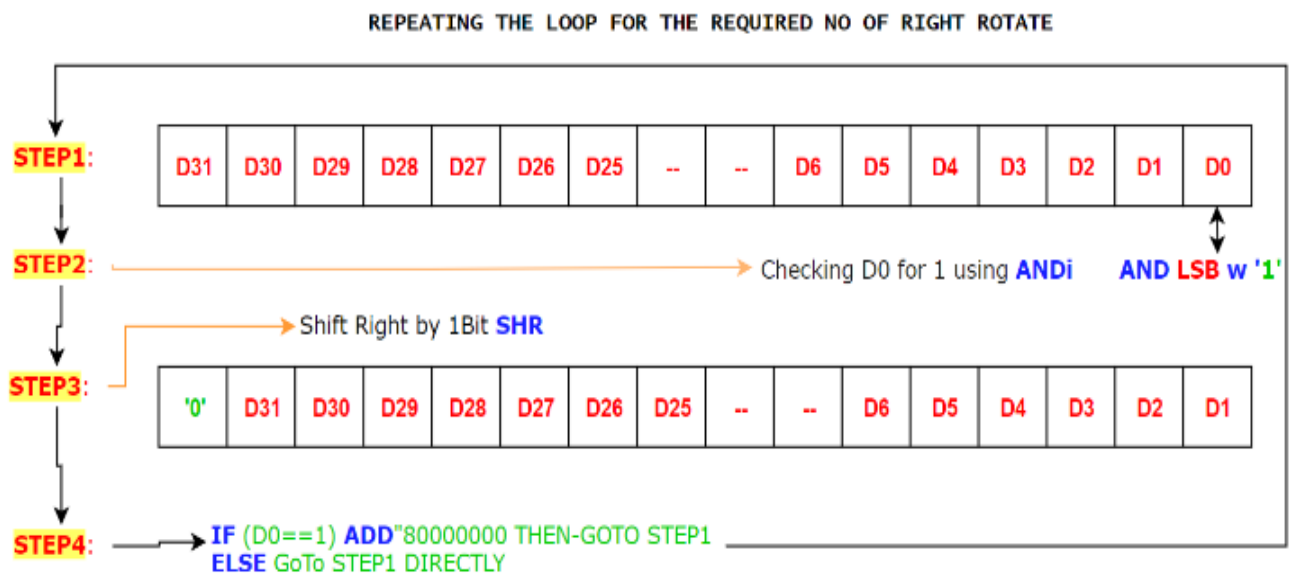 REPEATING THE LOOP FOR THE REQUIRED NO OF RIGHT ROTATE
STEP1:
D31 D30 D29 D28 D27 D26 D25 -- -- D6 D5 D4 D3 D2 D1 D0
STEP2:
Checking D0 for 1 using ANDi AND LSB w '1'
Shift Right by 1Bit SHR
STEP3:
'0' D31 D30 D29 D28 D27 D26 D25 -- -- D6 D5 D4 D3 D2 D1
STEP4:
IF (D0==1) ADD"80000000 THEN-GOTO STEP1
ELSE GoTo STEP1 DIRECTLY